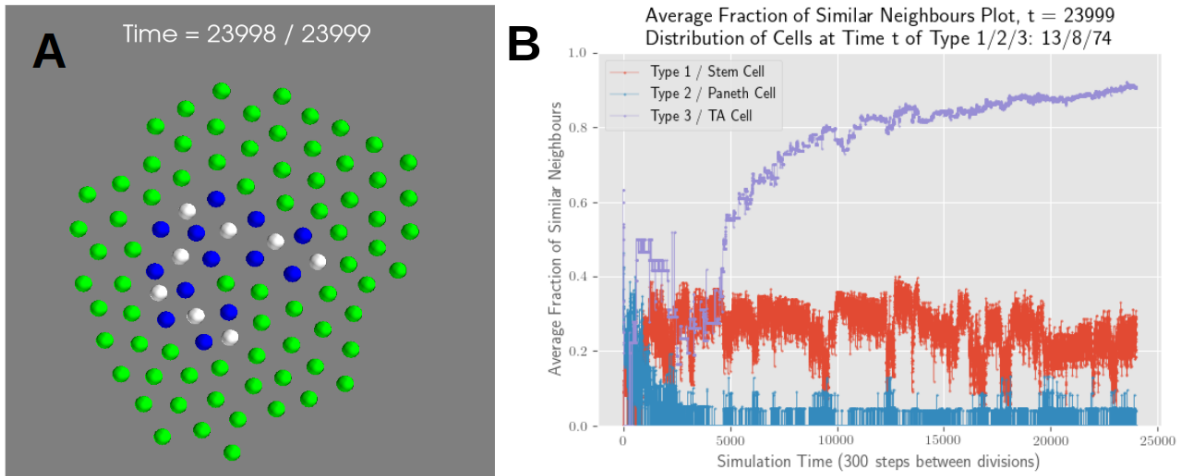 A
Time = 23998 / 23999
B
Average Fraction of Similar Neighbours Plot, t = 23999
Distribution of Cells at Time t of Type 1/2/3: 13/8/74
Type 1 / Stem Cell
Type 2 / Paneth Cell
Type 3 / TA Cell
Average Fraction of Similar Neighbours
1.0
0.8
0.6
0.4
0.2
0.0
0
5000
10000
15000
20000
25000
Simulation Time (300 steps between divisions)